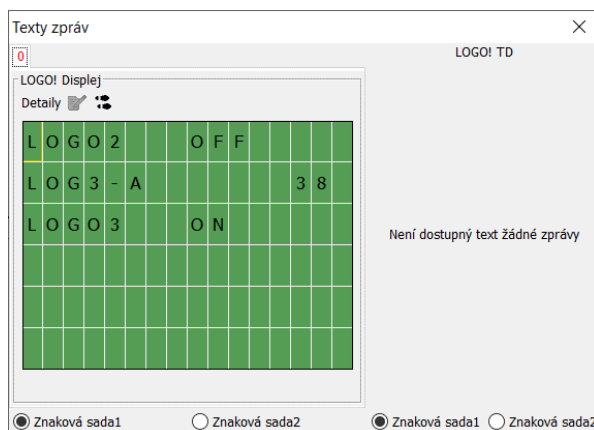 Texty zpráv
0
LOGO! TD
LOGO! Displej
Detaily
LOGO2 OFF
LOG3-A 38
LOGO3 ON
Není dostupný text žádné zprávy
Znaková sada1 Znaková sada2 Znaková sada1 Znaková sada2